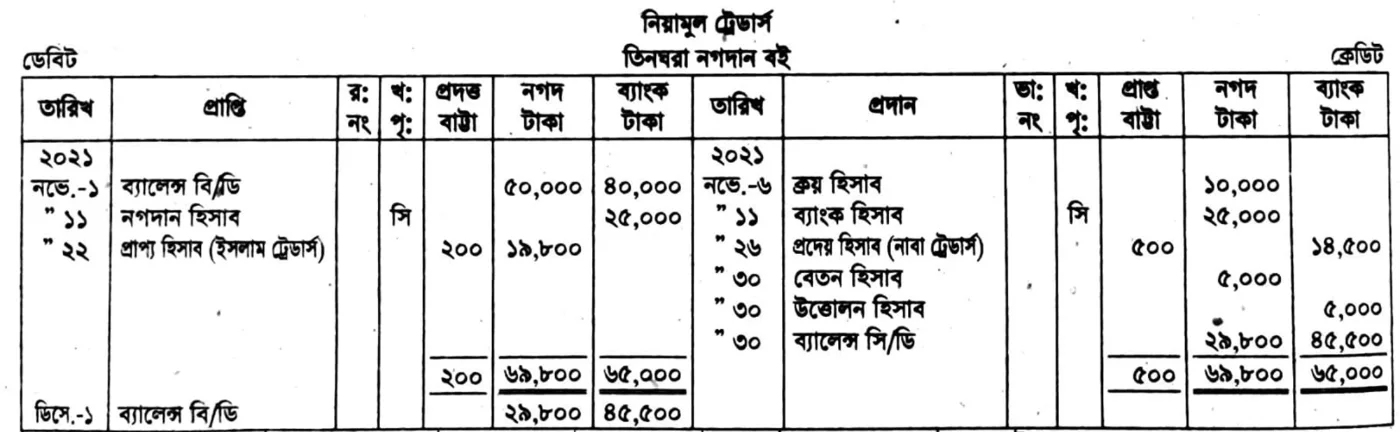 নিয়ামুল ট্রেডার্স
ডেবিট তিনঘরা নগদান বই ক্রেডিট
তারিখ প্রাপ্তি র: নং খ: পৃ: প্রদত্ত বাট্টা নগদ টাকা ব্যাংক টাকা তারিখ প্রদান ভা: নং খ: পৃ: প্রাপ্ত বাট্টা নগদ টাকা ব্যাংক টাকা
২০২১ ২০২১
নভে.-১ ব্যালেন্স বি/ডি ৫০,০০০ ৪০,০০০ নভে.-৬ ক্রয় হিসাব ১০,০০০
" ১১ নগদান হিসাব সি ২৫,০০০ " ১১ ব্যাংক হিসাব সি ২৫,০০০
" ২২ প্রাপ্য হিসাব (ইসলাম ট্রেডার্স) ২০০ ১৯,৮০০ " ২৬ প্রদেয় হিসাব (নাবা ট্রেডার্স) ৫০০ ১৪,৫০০
" ৩০ বেতন হিসাব ৫,০০০
" ৩০ উত্তোলন হিসাব ৫,০০০
" ৩০ ব্যালেন্স সি/ডি ২৯,৮০০ ৪৫,৫০০
২০০ ৬৯,৮০০ ৬৫,০০০ ৫০০ ৬৯,৮০০ ৬৫,০০০
ডিসে.-১ ব্যালেন্স বি/ডি ২৯,৮০০ ৪৫,৫০০